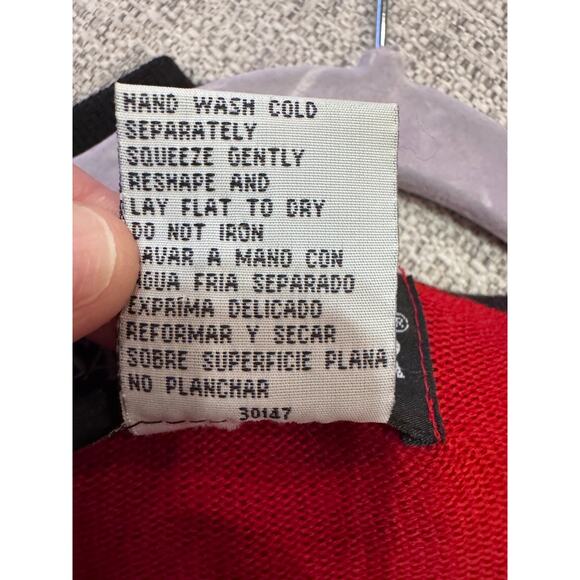 HAND WASH COLD
SEPARATELY
SQUEEZE GENTLY
RESHAPE AND
LAY FLAT TO DRY
DO NOT IRON
LAVAR A MANO CON
AGUA FRIA SEPARADO
EXPRÍMA DELICADO
REFORMAR Y SECAR
SOBRE SUPERFICIE PLANA
NO PLANCHAR
30147
®